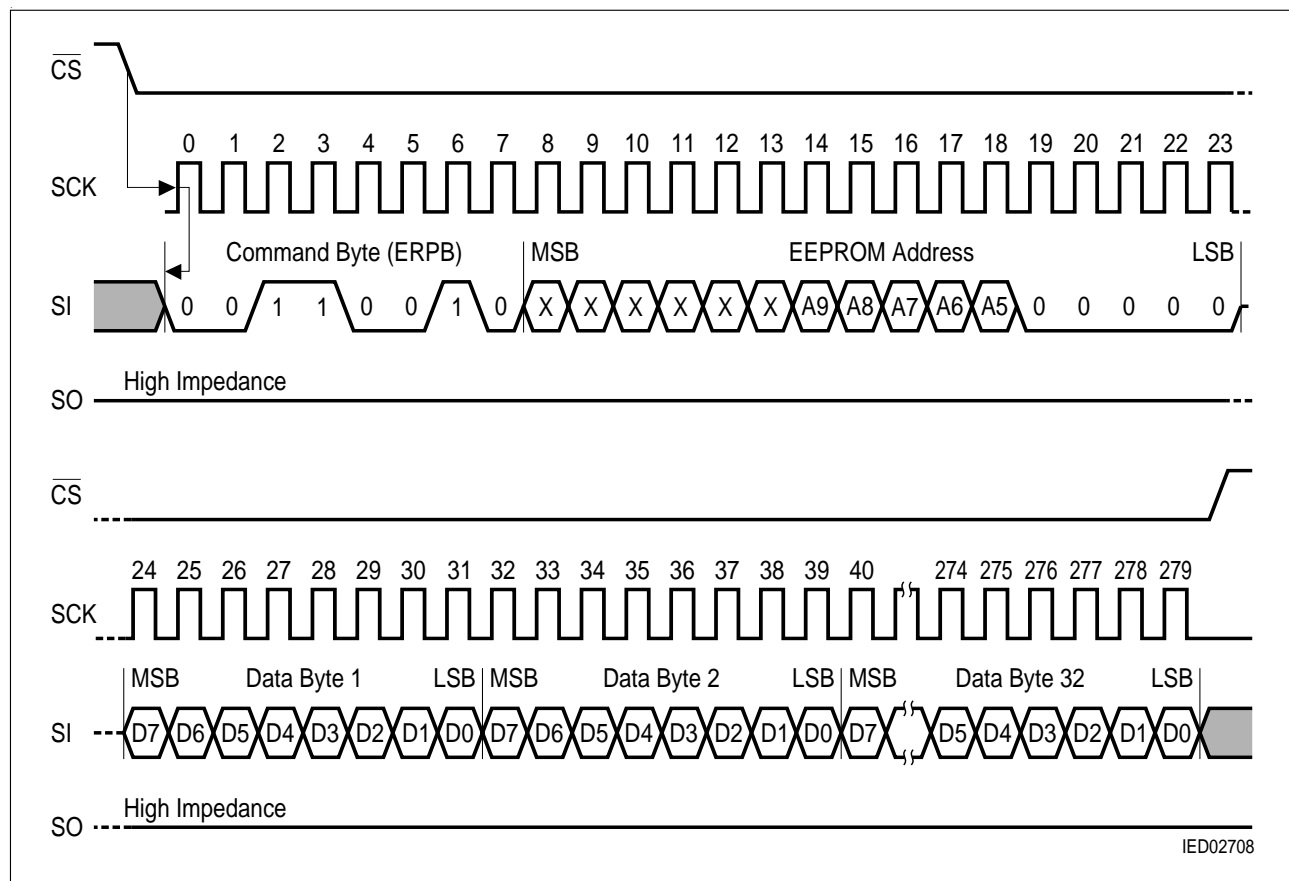 CS
0 1 2 3 4 5 6 7 8 9 10 11 12 13 14 15 16 17 18 19 20 21 22 23
SCK
Command Byte (ERPB) MSB EEPROM Address LSB
SI 0 0 1 1 0 0 1 0 X X X X X X A9 A8 A7 A6 A5 0 0 0 0 0
High Impedance
SO
CS
24 25 26 27 28 29 30 31 32 33 34 35 36 37 38 39 40 274 275 276 277 278 279
SCK
MSB Data Byte 1 LSB MSB Data Byte 2 LSB MSB Data Byte 32 LSB
SI D7 D6 D5 D4 D3 D2 D1 D0 D7 D6 D5 D4 D3 D2 D1 D0 D7 D5 D4 D3 D2 D1 D0
High Impedance
SO
IED02708